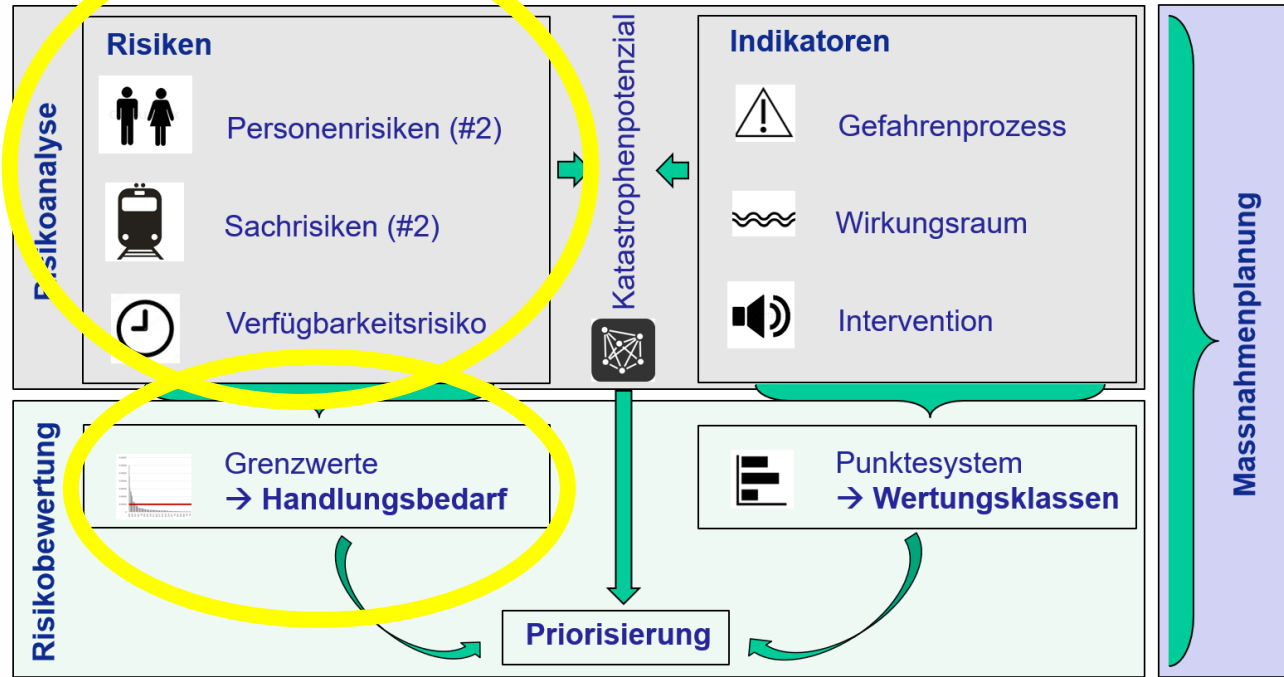 Risikoanalyse
Risiken
Personenrisiken (#2)
Sachrisiken (#2)
Verfügbarkeitsrisiko
Katastrophenpotenzial
Indikatoren
Gefahrenprozess
Wirkungsraum
Intervention
Risikobewertung
Grenzwerte
→ Handlungsbedarf
Punktesystem
→ Wertungsklassen
Priorisierung
Massnahmenplanung